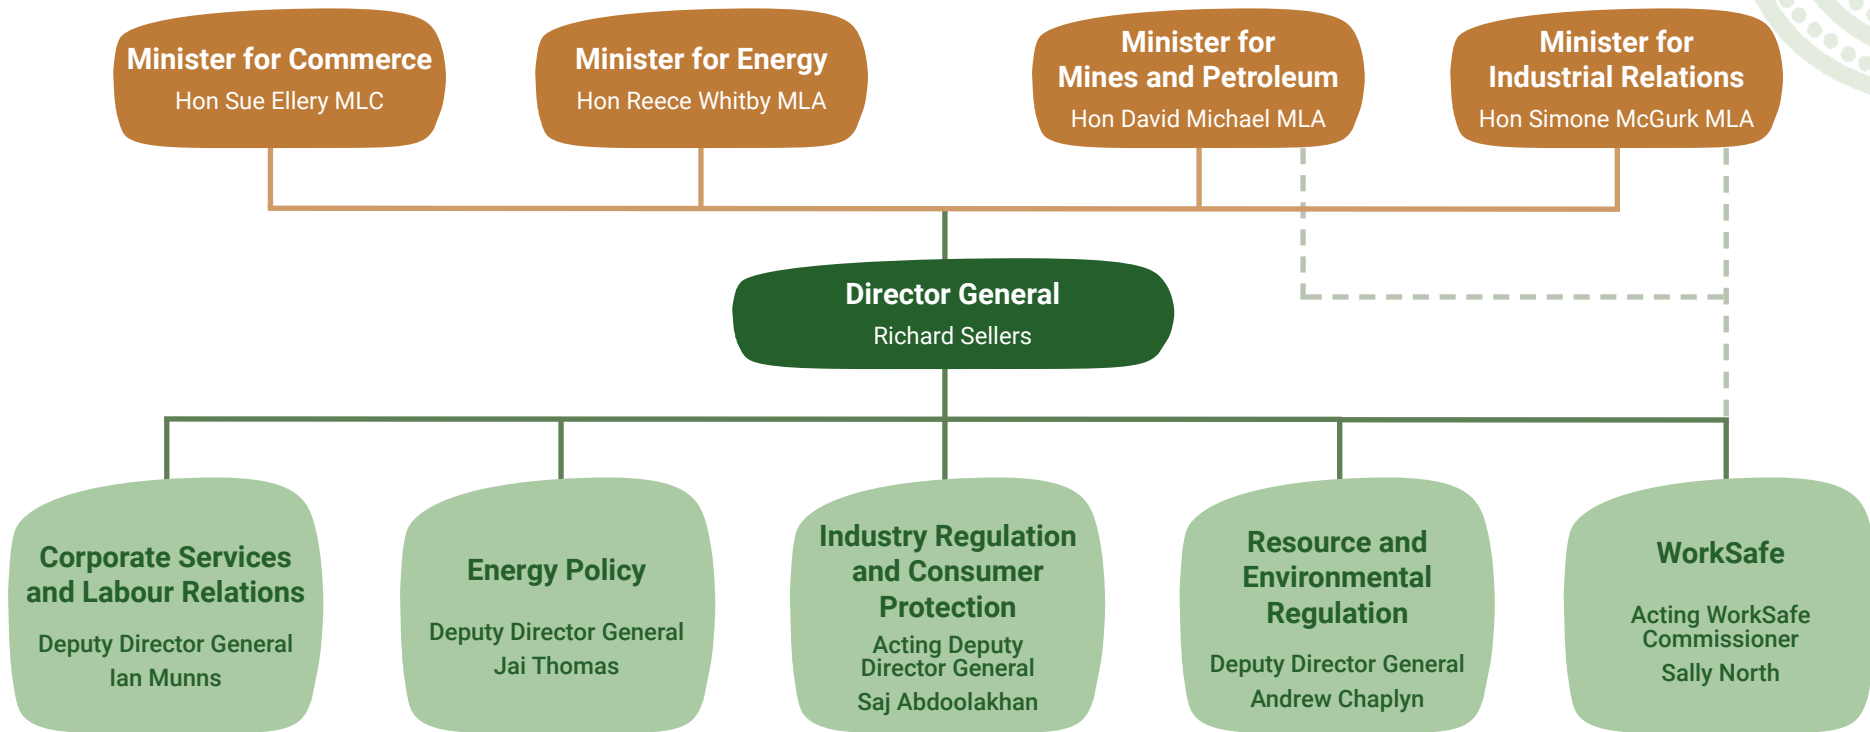 Minister for Commerce
Hon Sue Ellery MLC
Minister for Energy
Hon Reece Whitby MLA
Minister for
Mines and Petroleum
Hon David Michael MLA
Minister for
Industrial Relations
Hon Simone McGurk MLA
Director General
Richard Sellers
Corporate Services
and Labour Relations
Deputy Director General
Ian Munns
Energy Policy
Deputy Director General
Jai Thomas
Industry Regulation
and Consumer
Protection
Acting Deputy
Director General
Saj Abdoolakhan
Resource and
Environmental
Regulation
Deputy Director General
Andrew Chaplyn
WorkSafe
Acting WorkSafe
Commissioner
Sally North